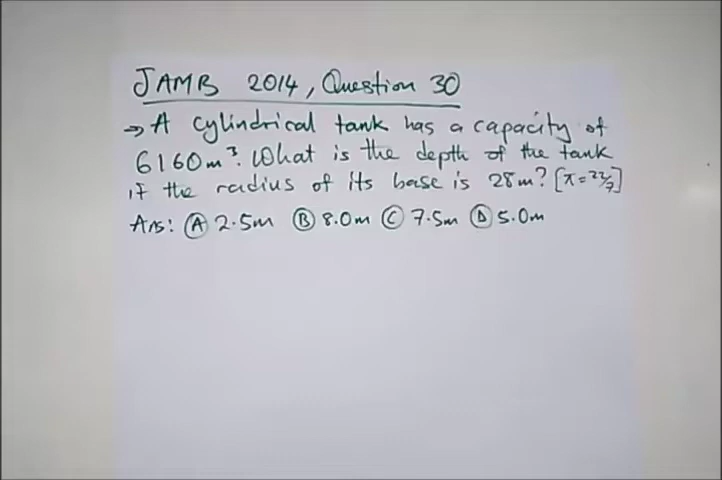 JAMB 2014, Question 30
→ A cylindrical tank has a capacity of
6160m³. What is the depth of the tank
if the radius of its base is 28m? [π=22/7]
Ans: Ⓐ 2.5m Ⓑ 8.0m Ⓒ 7.5m Ⓓ 5.0m